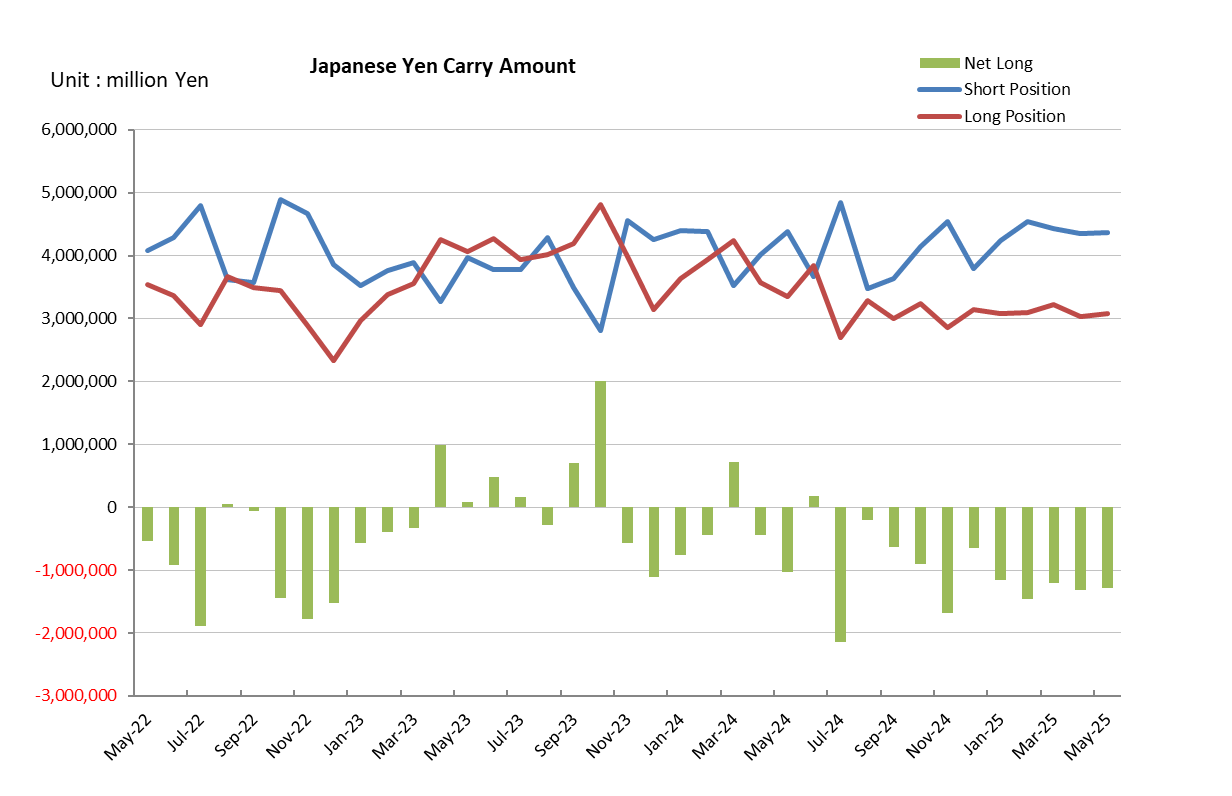 Japanese Yen Carry Amount
Unit : million Yen
Net Long
Short Position
Long Position
6,000,000
5,000,000
4,000,000
3,000,000
2,000,000
1,000,000
0
-1,000,000
-2,000,000
-3,000,000
May-22
Jul-22
Sep-22
Nov-22
Jan-23
Mar-23
May-23
Jul-23
Sep-23
Nov-23
Jan-24
Mar-24
May-24
Jul-24
Sep-24
Nov-24
Jan-25
Mar-25
May-25